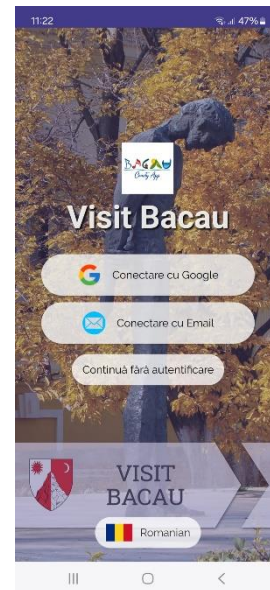 11:22
47%
BACAU
County App
Visit Bacau
Conectare cu Google
Conectare cu Email
Continuă fără autentificare
VISIT
BACAU
Romanian